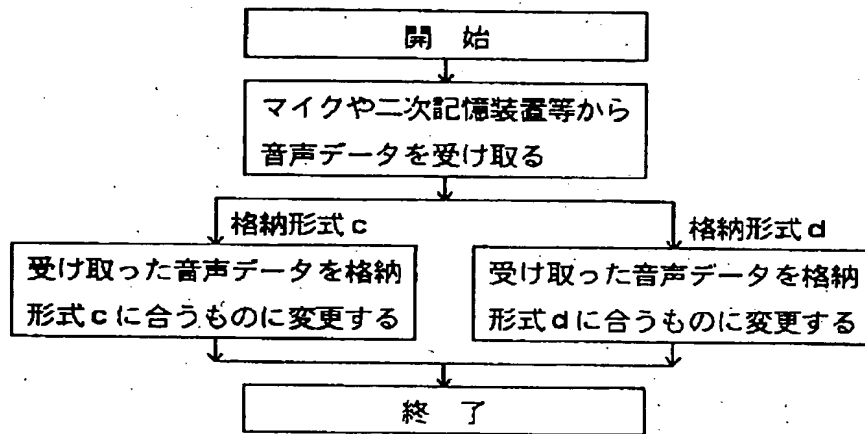 開 始
マイクや二次記憶装置等から
音声データを受け取る
格納形式c
格納形式d
受け取った音声データを格納
形式cに合うものに変更する
受け取った音声データを格納
形式dに合うものに変更する
終 了